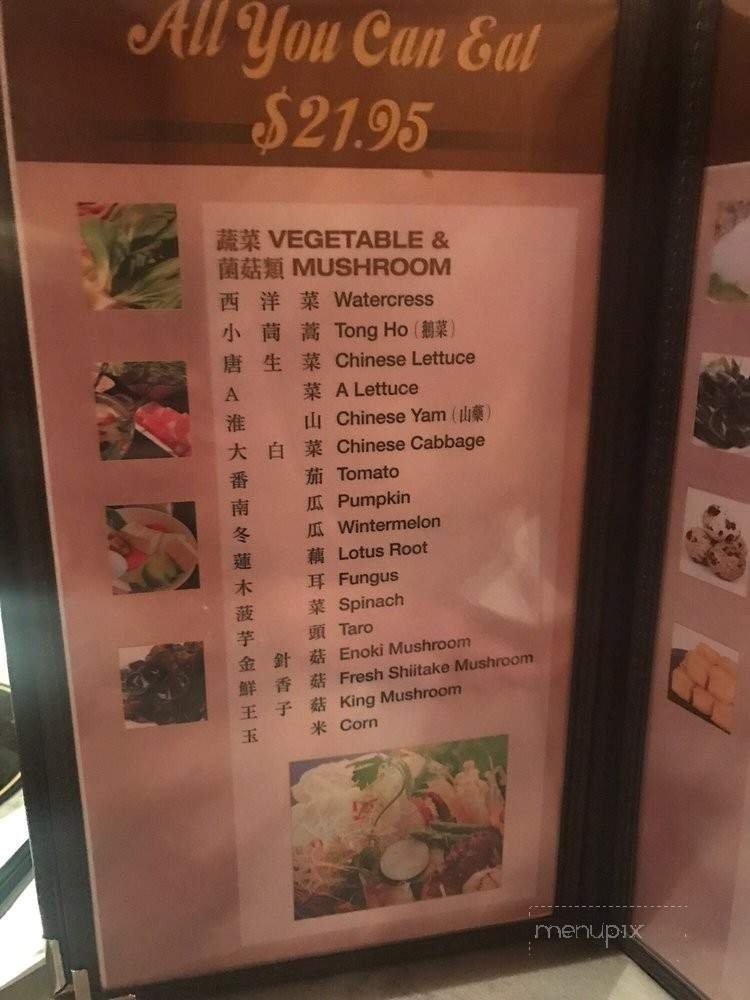 All You Can Eat
$21.95
蔬菜 VEGETABLE &
菌菇類 MUSHROOM
西洋菜 Watercress
小茼蒿 Tong Ho (鵝菜)
唐生菜 Chinese Lettuce
A菜 A Lettuce
淮山 Chinese Yam (山藥)
大白菜 Chinese Cabbage
番茄 Tomato
南瓜 Pumpkin
冬瓜 Wintermelon
蓮藕 Lotus Root
木耳 Fungus
菠菜 Spinach
芋頭 Taro
金針菇 Enoki Mushroom
鮮香菇 Fresh Shiitake Mushroom
王子菇 King Mushroom
玉米 Corn
menupix